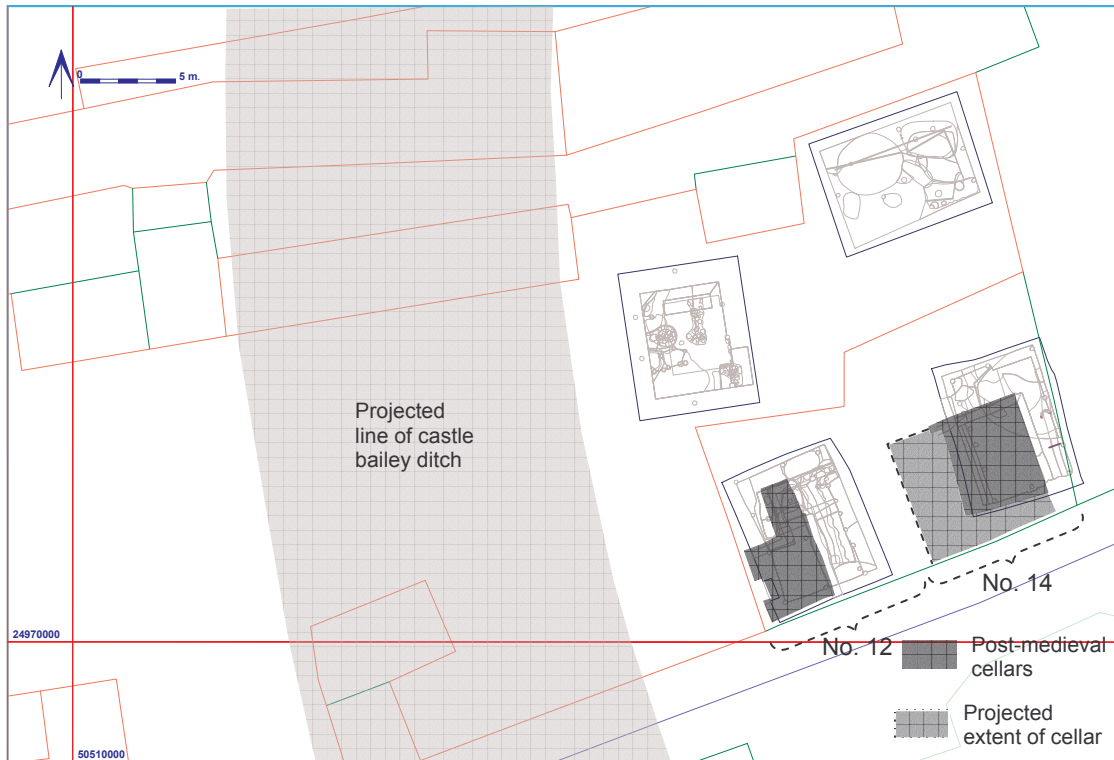 0
5 m.
Projected
line of castle
bailey ditch
No. 14
24970000
No. 12
Post-medieval
cellars
Projected
extent of cellar
50510000